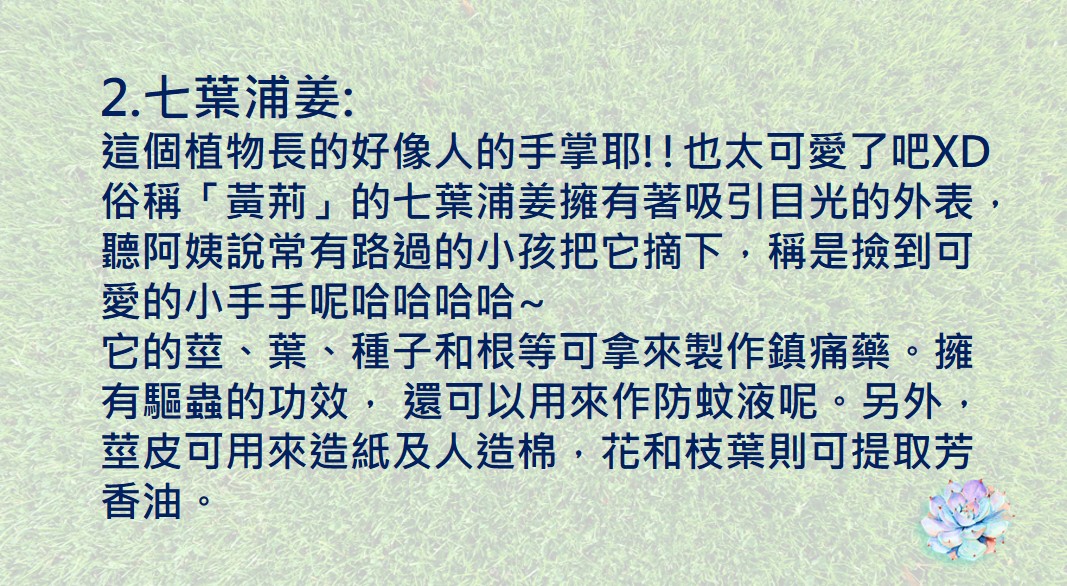 2.七葉浦姜:
這個植物長的好像人的手掌耶!!也太可愛了吧XD
俗稱「黃荊」的七葉浦姜擁有著吸引目光的外表，
聽阿姨說常有路過的小孩把它摘下，稱是撿到可
愛的小手手呢哈哈哈哈~
它的莖、葉、種子和根等可拿來製作鎮痛藥。擁
有驅蟲的功效， 還可以用來作防蚊液呢。另外，
莖皮可用來造紙及人造棉，花和枝葉則可提取芳
香油。